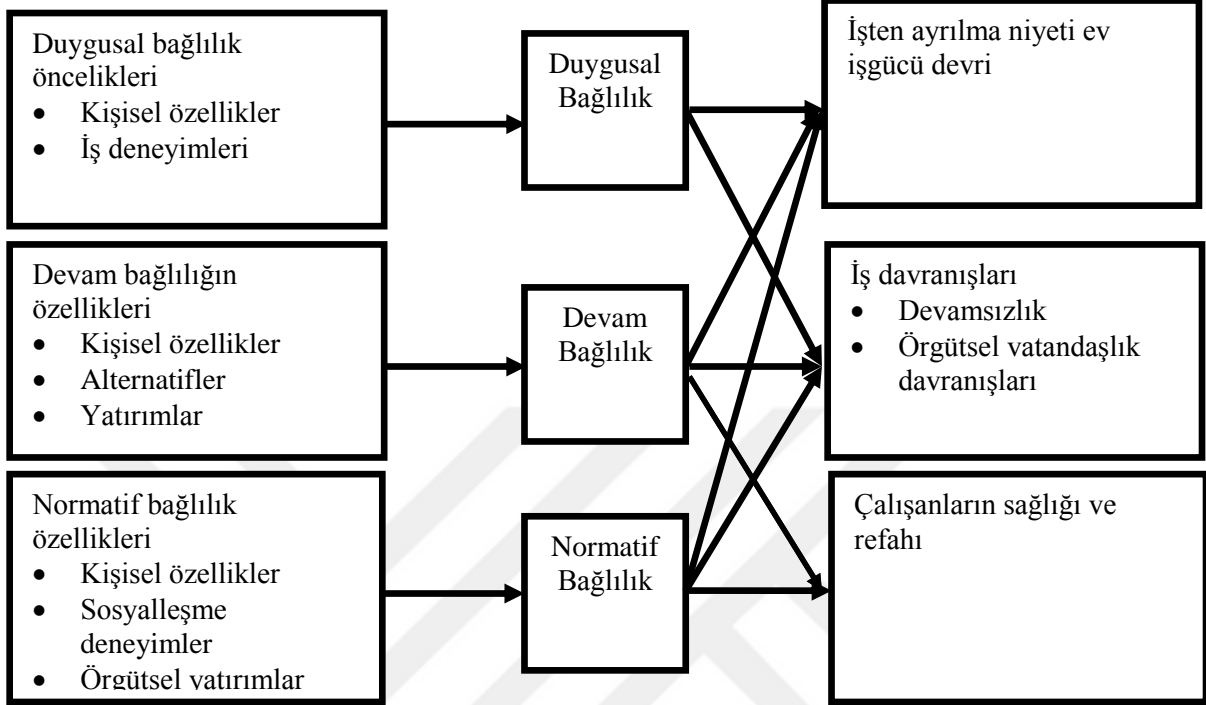 Duygusal bağlılık
öncelikleri
• Kişisel özellikler
• İş deneyimleri
Duygusal
Bağlılık
İşten ayrılma niyeti ev
işgücü devri
Devam bağlılığın
özellikleri
• Kişisel özellikler
• Alternatifler
• Yatırımlar
Devam
Bağlılık
İş davranışları
• Devamsızlık
• Örgütsel vatandaşlık
davranışları
Normatif bağlılık
özellikleri
• Kişisel özellikler
• Sosyalleşme
deneyimler
• Örgütsel yatırımlar
Normatif
Bağlılık
Çalışanların sağlığı ve
refahı